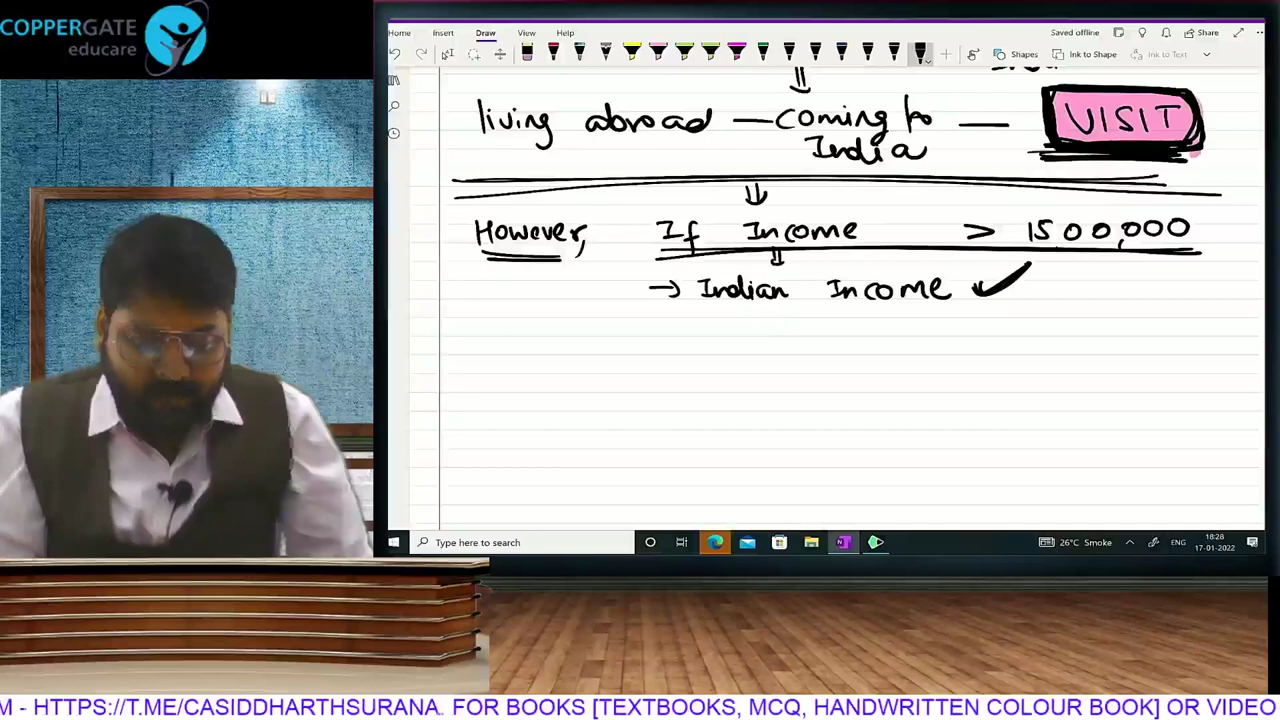 COPPERGATE
educare
Home Insert Draw View Help
Saved offline
Share
Shapes
Ink to Shape
Ink to Text
living abroad — coming to — VISIT
India
However, If Income > 1500,000
→ Indian Income ✓
Type here to search
26°C Smoke
ENG
18:28
17-01-2022
M - HTTPS://T.ME/CASIDDHARTHSURANA. FOR BOOKS [TEXTBOOKS, MCQ, HANDWRITTEN COLOUR BOOK] OR VIDEO